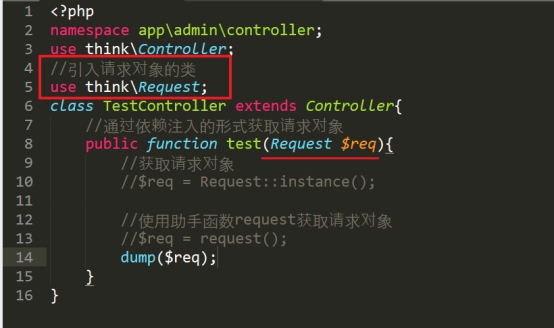 1 <?php
2 namespace app\admin\controller;
3 use think\Controller;
4 //引入请求对象的类
5 use think\Request;
6 class TestController extends Controller{
7 //通过依赖注入的形式获取请求对象
8 public function test(Request $req){
9 //获取请求对象
10 //$req = Request::instance();
11
12 //使用助手函数request获取请求对象
13 //$req = request();
14 dump($req);
15 }
16 }